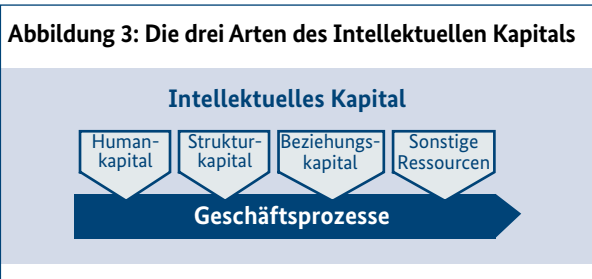 Abbildung 3: Die drei Arten des Intellektuellen Kapitals
Intellektuelles Kapital
Human-
kapital
Struktur-
kapital
Beziehungs-
kapital
Sonstige
Ressourcen
Geschäftsprozesse